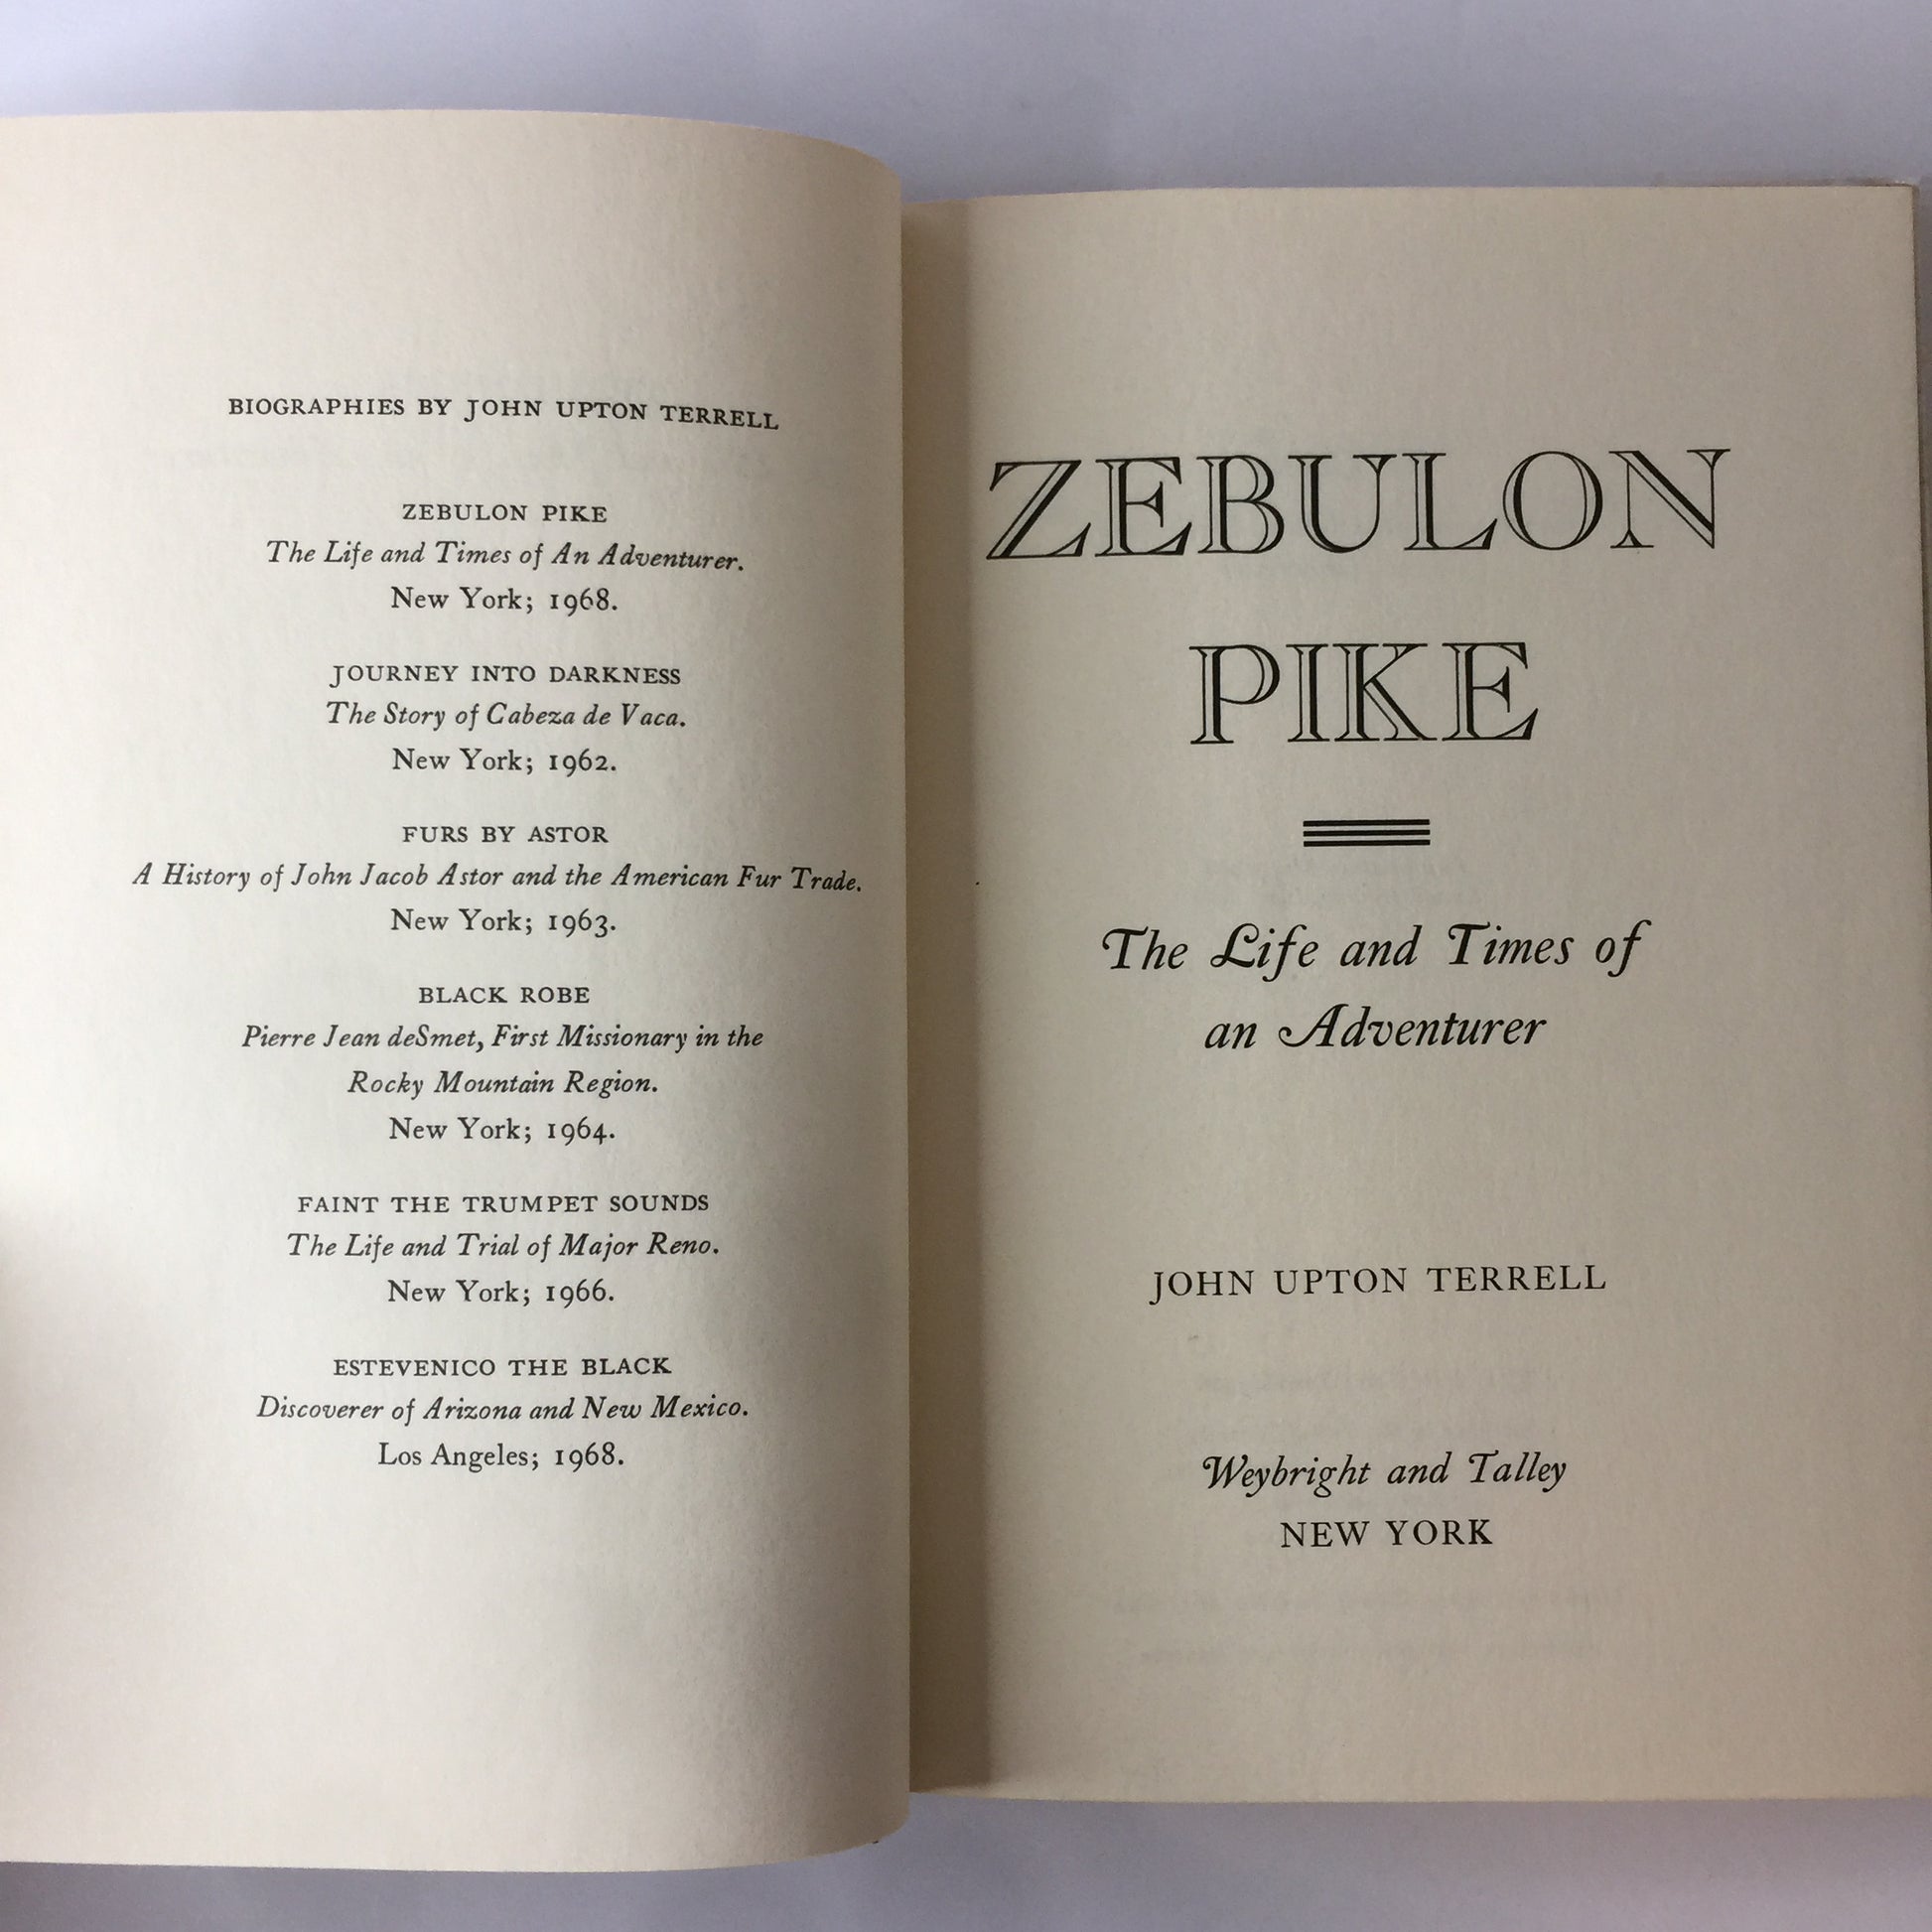 BIOGRAPHIES BY JOHN UPTON TERRELL
ZEBULON PIKE
The Life and Times of An Adventurer.
New York; 1968.
JOURNEY INTO DARKNESS
The Story of Cabeza de Vaca.
New York; 1962.
FURS BY ASTOR
A History of John Jacob Astor and the American Fur Trade.
New York; 1963.
BLACK ROBE
Pierre Jean deSmet, First Missionary in the
Rocky Mountain Region.
New York; 1964.
FAINT THE TRUMPET SOUNDS
The Life and Trial of Major Reno.
New York; 1966.
ESTEVENICO THE BLACK
Discoverer of Arizona and New Mexico.
Los Angeles; 1968.
ZEBULON
PIKE
The Life and Times of
an Adventurer
JOHN UPTON TERRELL
Weybright and Talley
NEW YORK